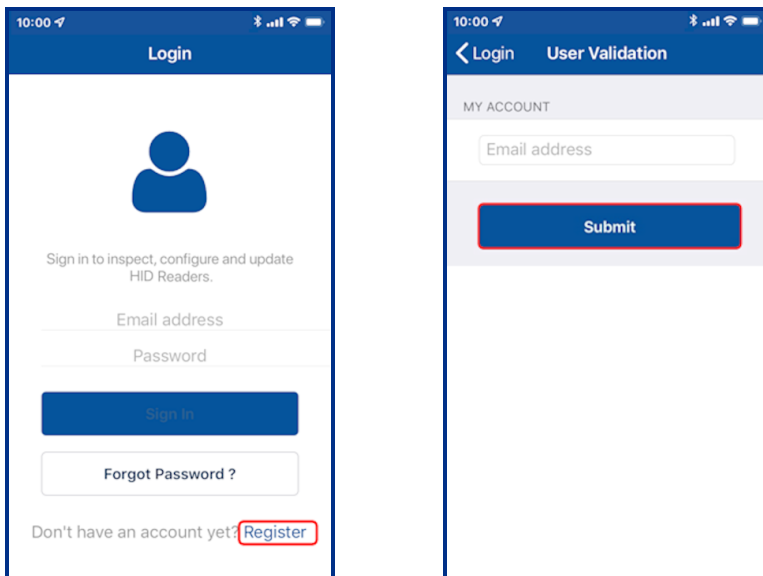 10:00
Login
Sign in to inspect, configure and update
HID Readers.
Email address
Password
Sign In
Forgot Password ?
Don't have an account yet? Register
10:00
Login
User Validation
MY ACCOUNT
Email address
Submit